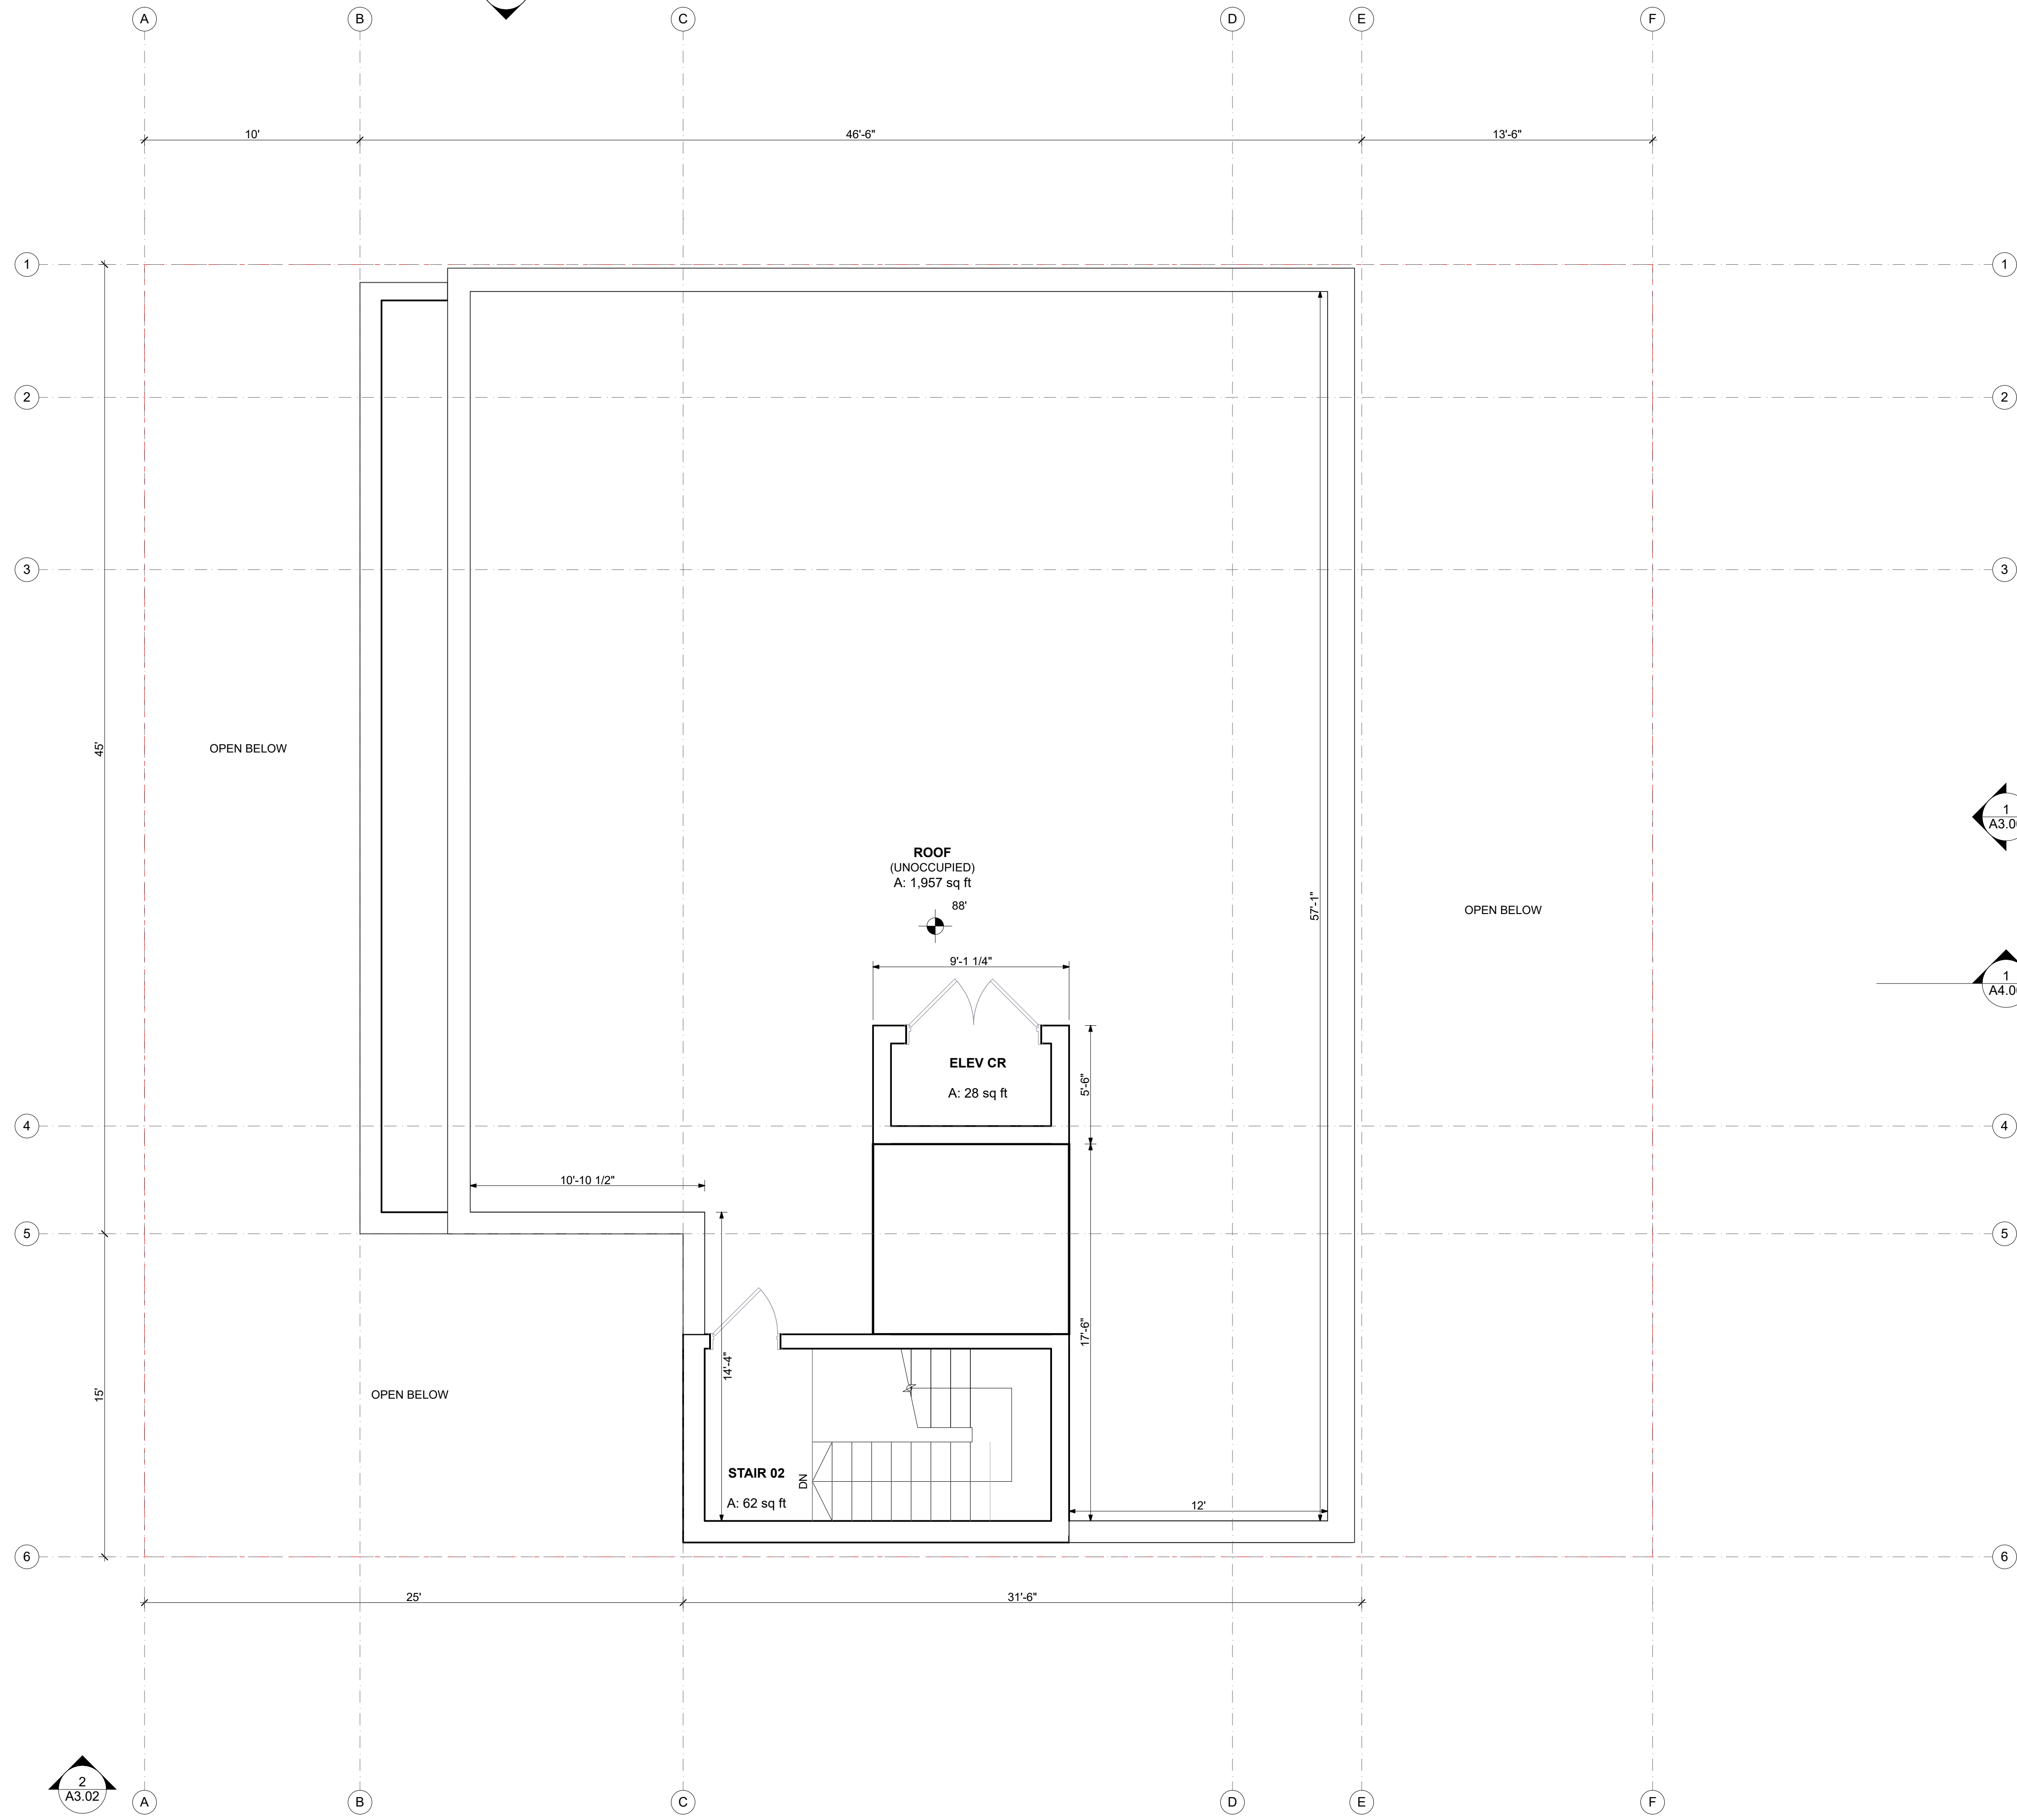 A B C D E F
10' 46'-6" 13'-6"
1 1
2 2
3 3
45'
OPEN BELOW
1
A3.0
ROOF
(UNOCCUPIED)
A: 1,957 sq ft
88'
57'-1"
OPEN BELOW
9'-1 1/4"
1
A4.0
ELEV CR
A: 28 sq ft
5'-6"
4 4
10'-10 1/2"
5 5
17'-6"
14'-4"
15'
OPEN BELOW
STAIR 02
DN
A: 62 sq ft
12'
6 6
25' 31'-6"
2
A3.02
A B C D E F